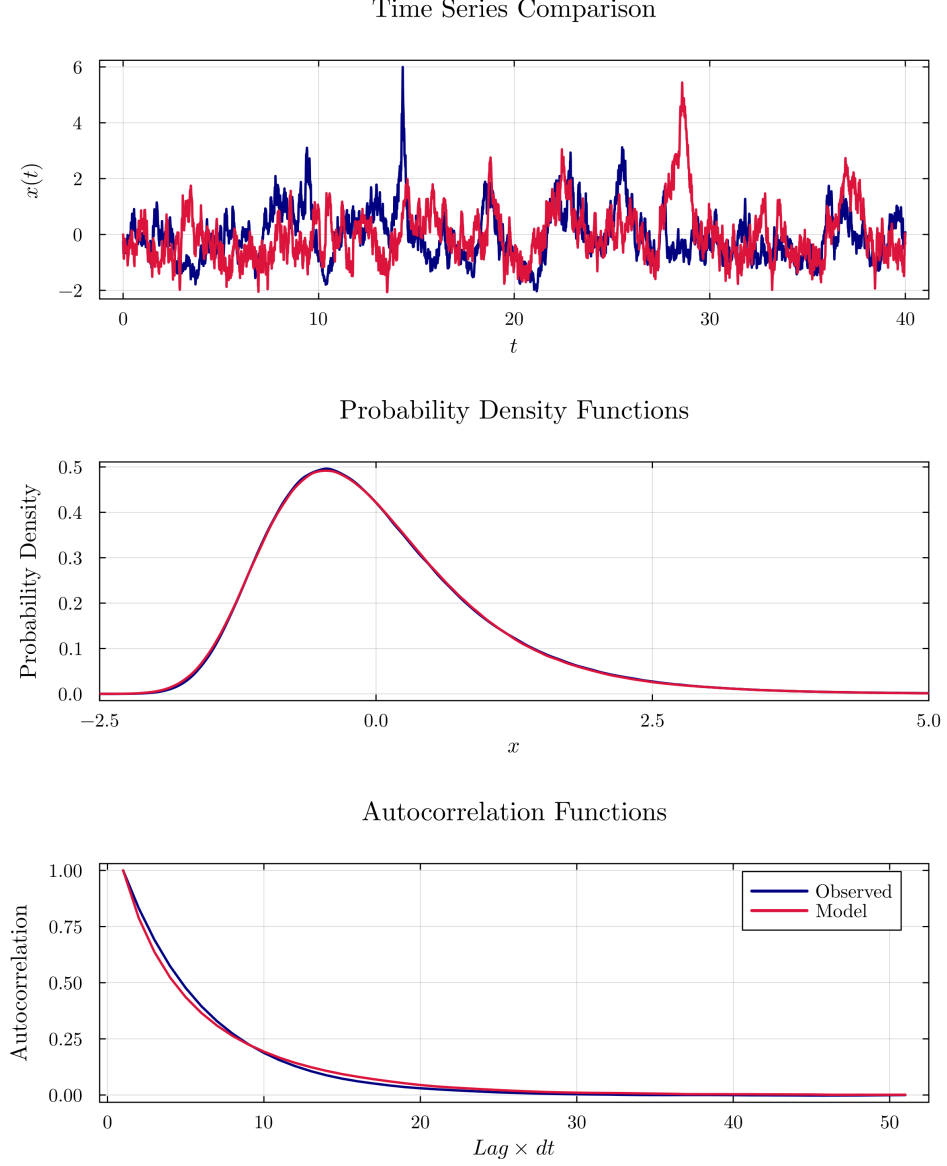 Time Series Comparison
6
4
2
0
−2
x(t)
0 10 20 30 40
t
Probability Density Functions
0.5
0.4
0.3
0.2
0.1
0.0
Probability Density
−2.5 0.0 2.5 5.0
x
Autocorrelation Functions
1.00
0.75
0.50
0.25
0.00
Autocorrelation
Observed
Model
0 10 20 30 40 50
Lag × dt